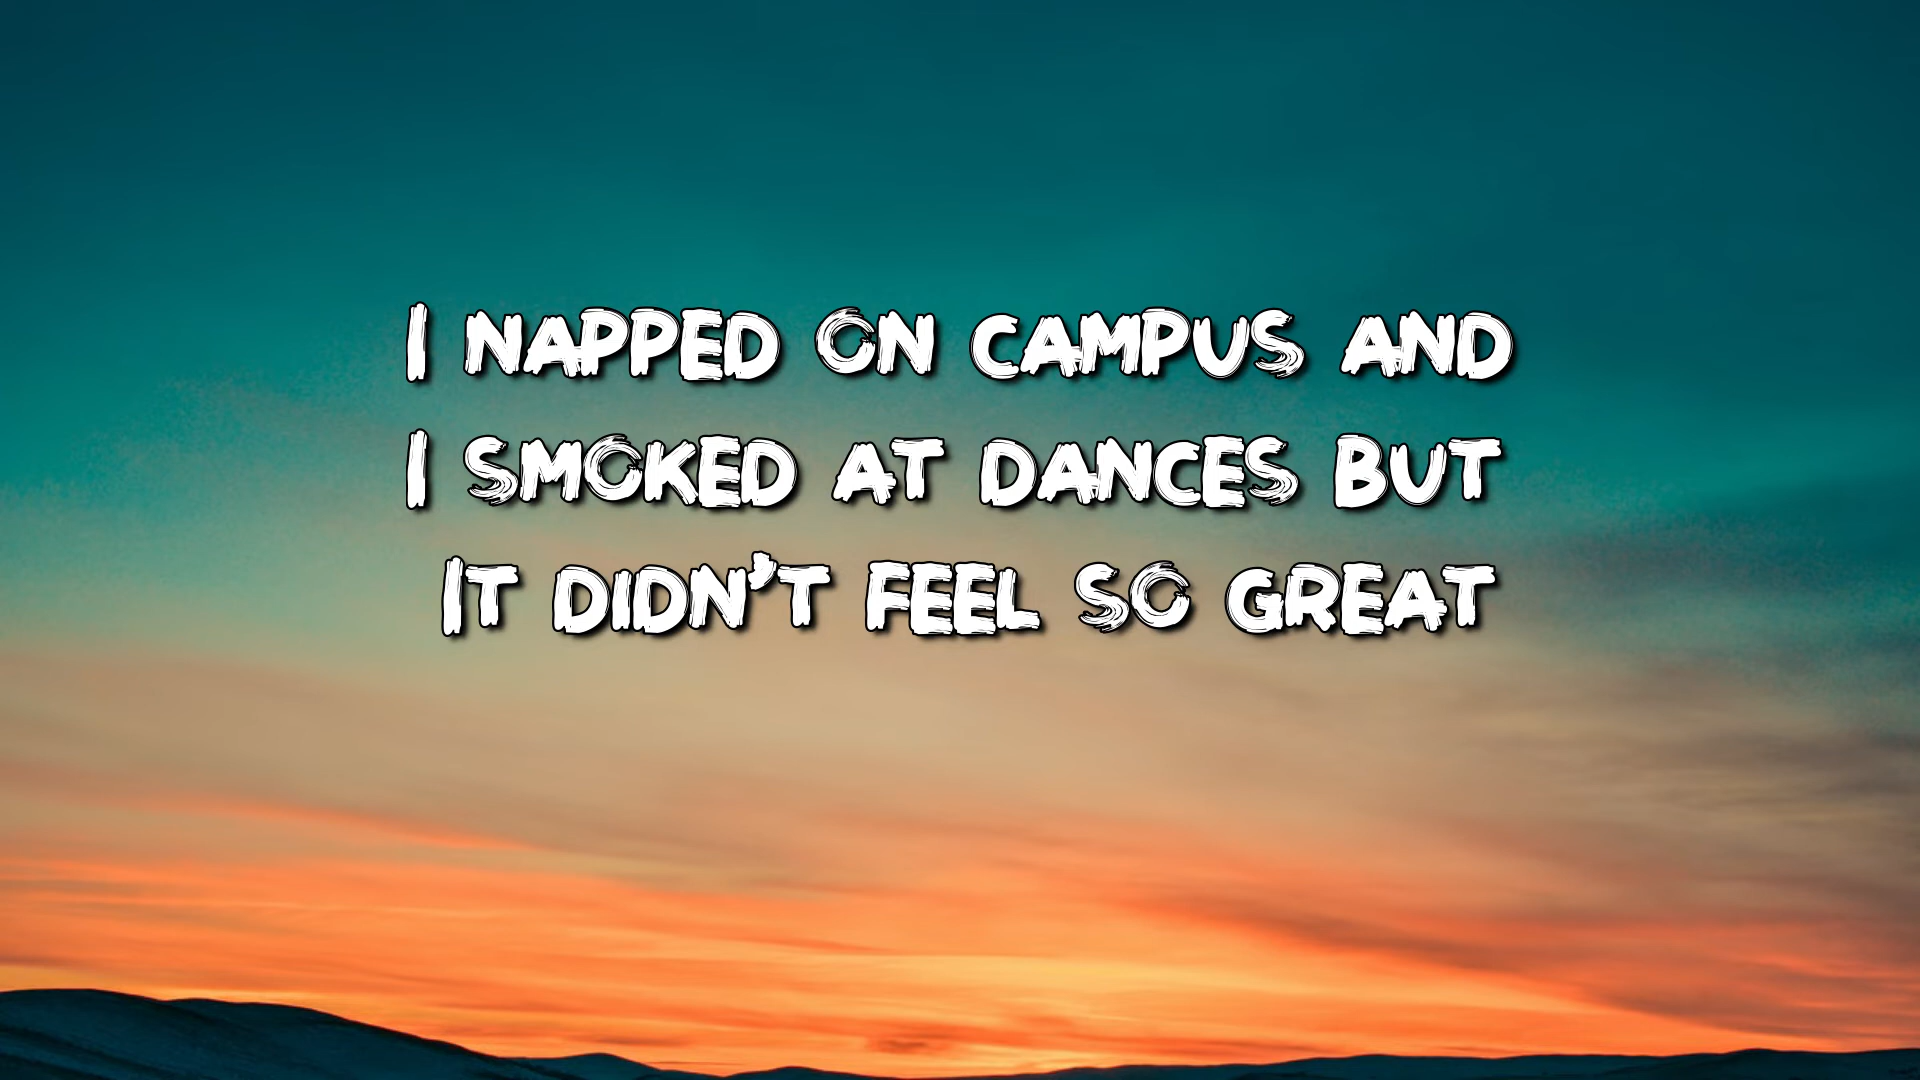 I napped on campus and
I smoked at dances but
It didn't feel so great